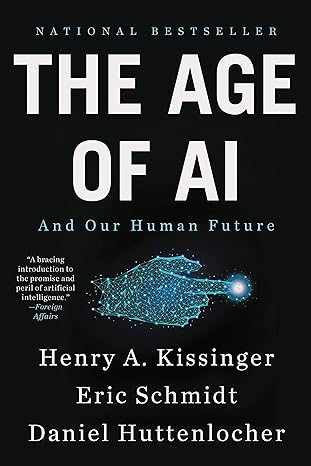 NATIONAL BESTSELLER
THE AGE
OF AI
And Our Human Future
“A bracing
introduction to
the promise and
peril of artificial
intelligence.”
—Foreign
Affairs
Henry A. Kissinger
Eric Schmidt
Daniel Huttenlocher